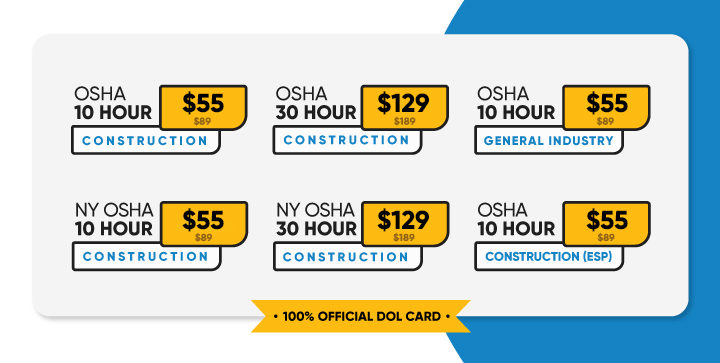 OSHA
10 HOUR
$55
$89
CONSTRUCTION
OSHA
30 HOUR
$129
$189
CONSTRUCTION
OSHA
10 HOUR
$55
$89
GENERAL INDUSTRY
NY OSHA
10 HOUR
$55
$89
CONSTRUCTION
NY OSHA
30 HOUR
$129
$189
CONSTRUCTION
OSHA
10 HOUR
$55
$89
CONSTRUCTION (ESP)
• 100% OFFICIAL DOL CARD •